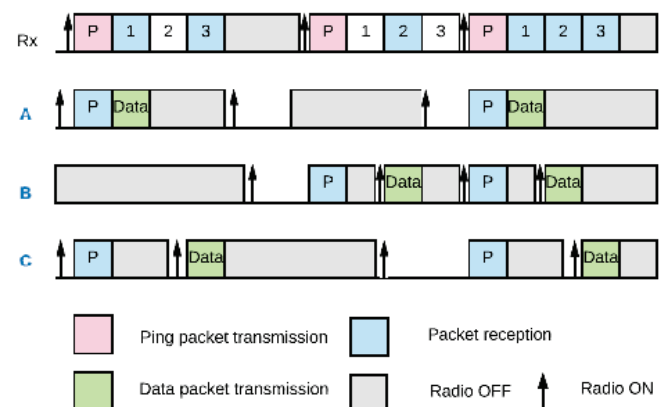 Rx P 1 2 3 P 1 2 3 P 1 2 3
A P Data P Data
B P Data P Data
C P Data P Data
Ping packet transmission Packet reception
Data packet transmission Radio OFF Radio ON